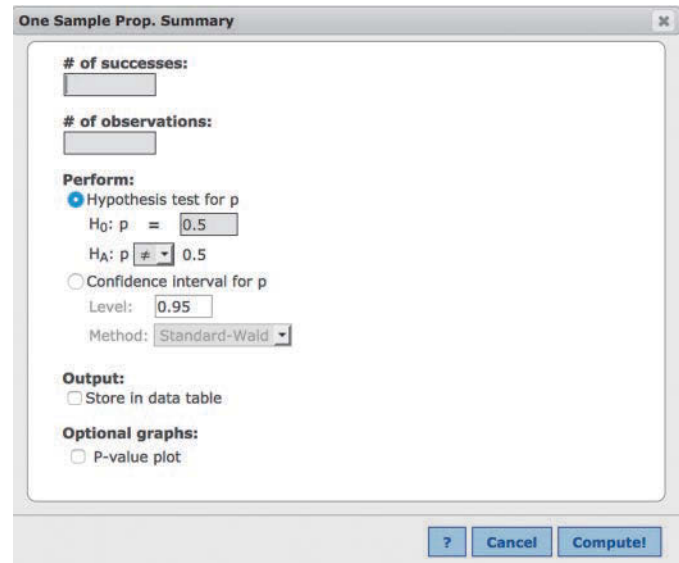 One Sample Prop. Summary
# of successes:
# of observations:
Perform:
Hypothesis test for p
H0: p = 0.5
HA: p ≠ 0.5
Confidence interval for p
Level: 0.95
Method: Standard-Wald
Output:
Store in data table
Optional graphs:
P-value plot
? Cancel Compute!